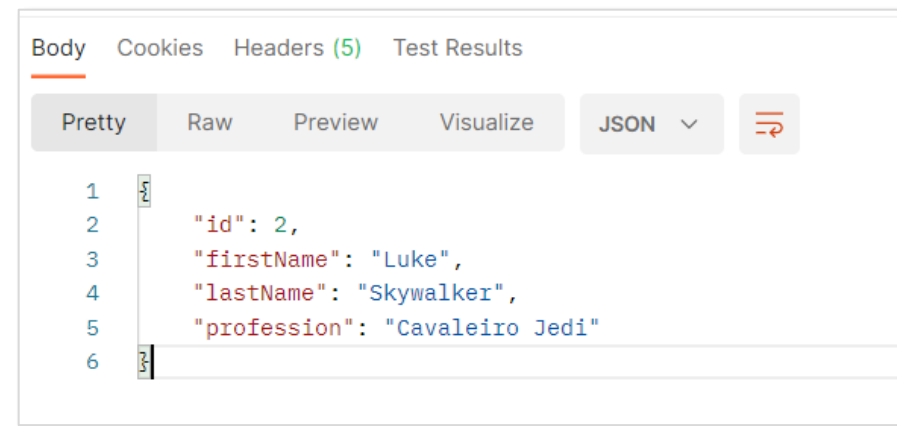 Body Cookies Headers (5) Test Results
Pretty Raw Preview Visualize JSON
1 {
2 "id": 2,
3 "firstName": "Luke",
4 "lastName": "Skywalker",
5 "profession": "Cavaleiro Jedi"
6 }